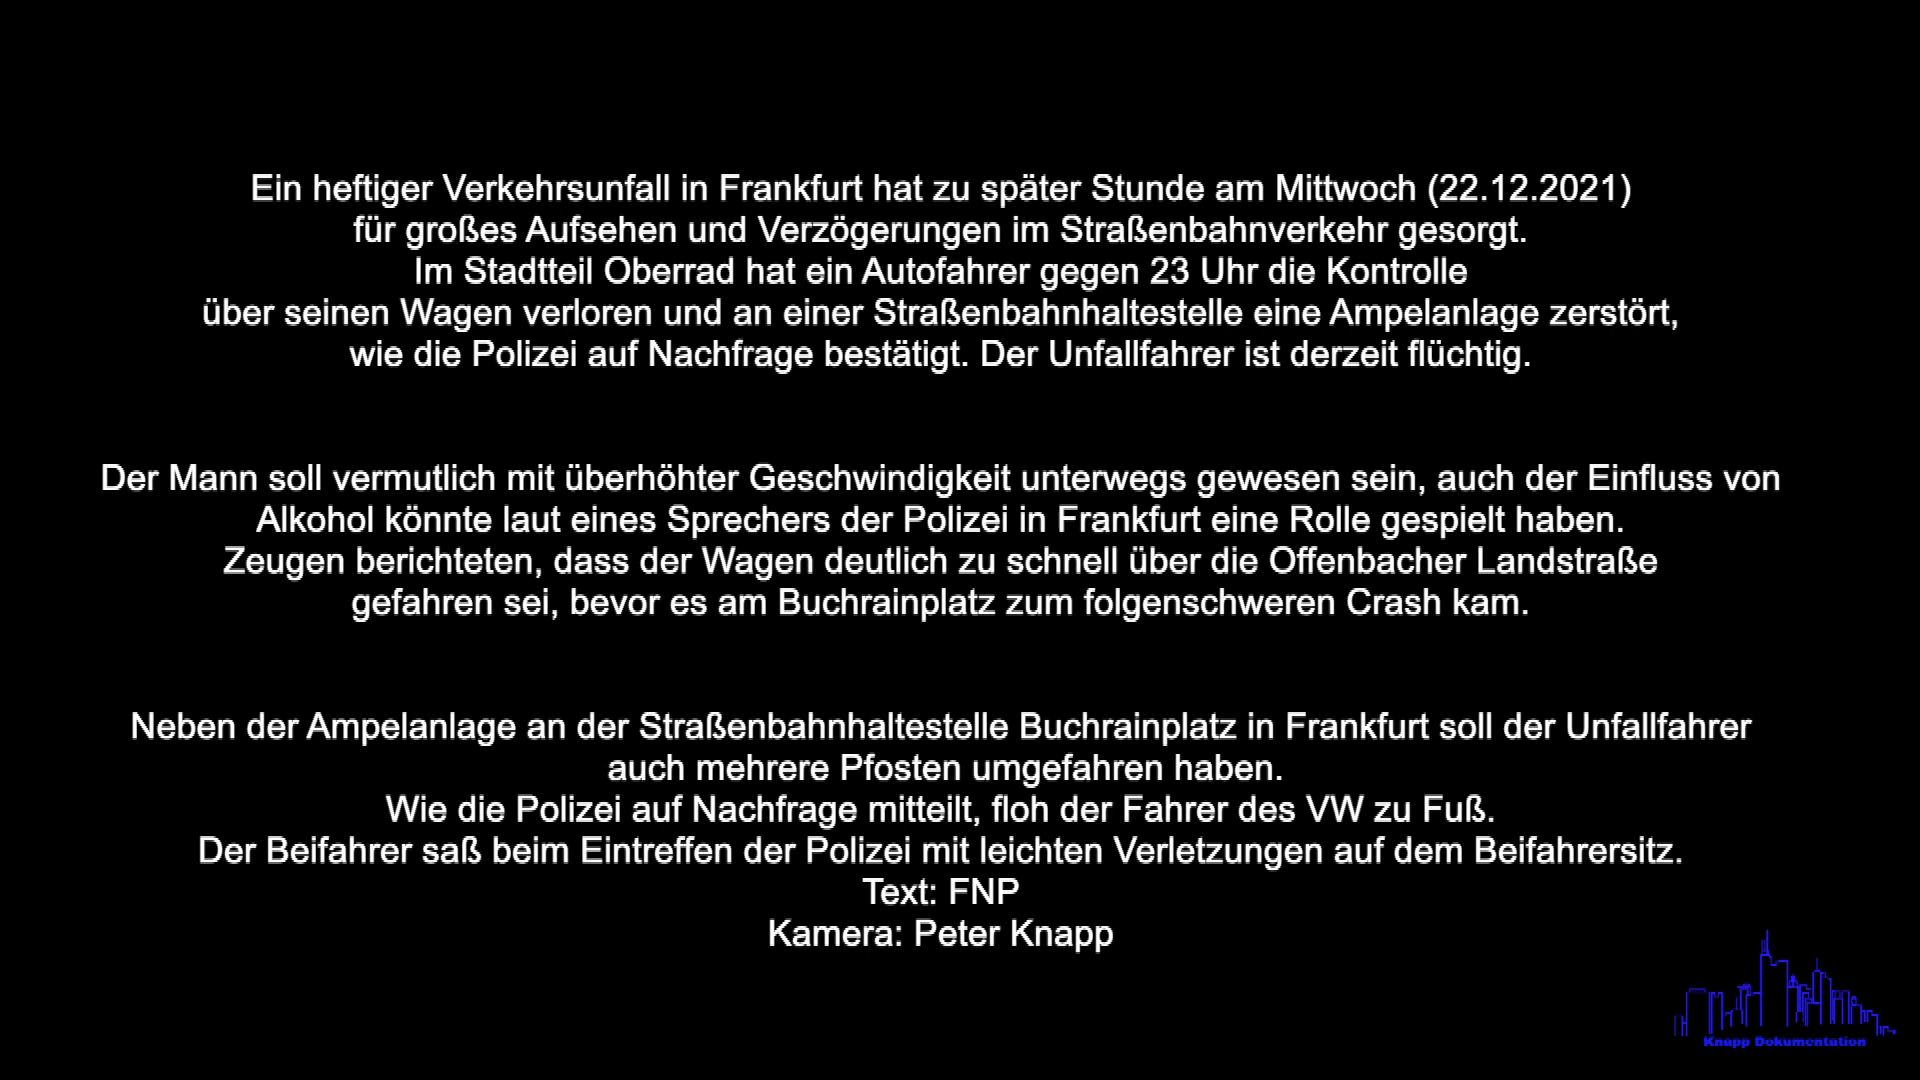 Ein heftiger Verkehrsunfall in Frankfurt hat zu später Stunde am Mittwoch (22.12.2021)
für großes Aufsehen und Verzögerungen im Straßenbahnverkehr gesorgt.
Im Stadtteil Oberrad hat ein Autofahrer gegen 23 Uhr die Kontrolle
über seinen Wagen verloren und an einer Straßenbahnhaltestelle eine Ampelanlage zerstört,
wie die Polizei auf Nachfrage bestätigt. Der Unfallfahrer ist derzeit flüchtig.
Der Mann soll vermutlich mit überhöhter Geschwindigkeit unterwegs gewesen sein, auch der Einfluss von
Alkohol könnte laut eines Sprechers der Polizei in Frankfurt eine Rolle gespielt haben.
Zeugen berichteten, dass der Wagen deutlich zu schnell über die Offenbacher Landstraße
gefahren sei, bevor es am Buchrainplatz zum folgenschweren Crash kam.
Neben der Ampelanlage an der Straßenbahnhaltestelle Buchrainplatz in Frankfurt soll der Unfallfahrer
auch mehrere Pfosten umgefahren haben.
Wie die Polizei auf Nachfrage mitteilt, floh der Fahrer des VW zu Fuß.
Der Beifahrer saß beim Eintreffen der Polizei mit leichten Verletzungen auf dem Beifahrersitz.
Text: FNP
Kamera: Peter Knapp
Knapp Dokumentation